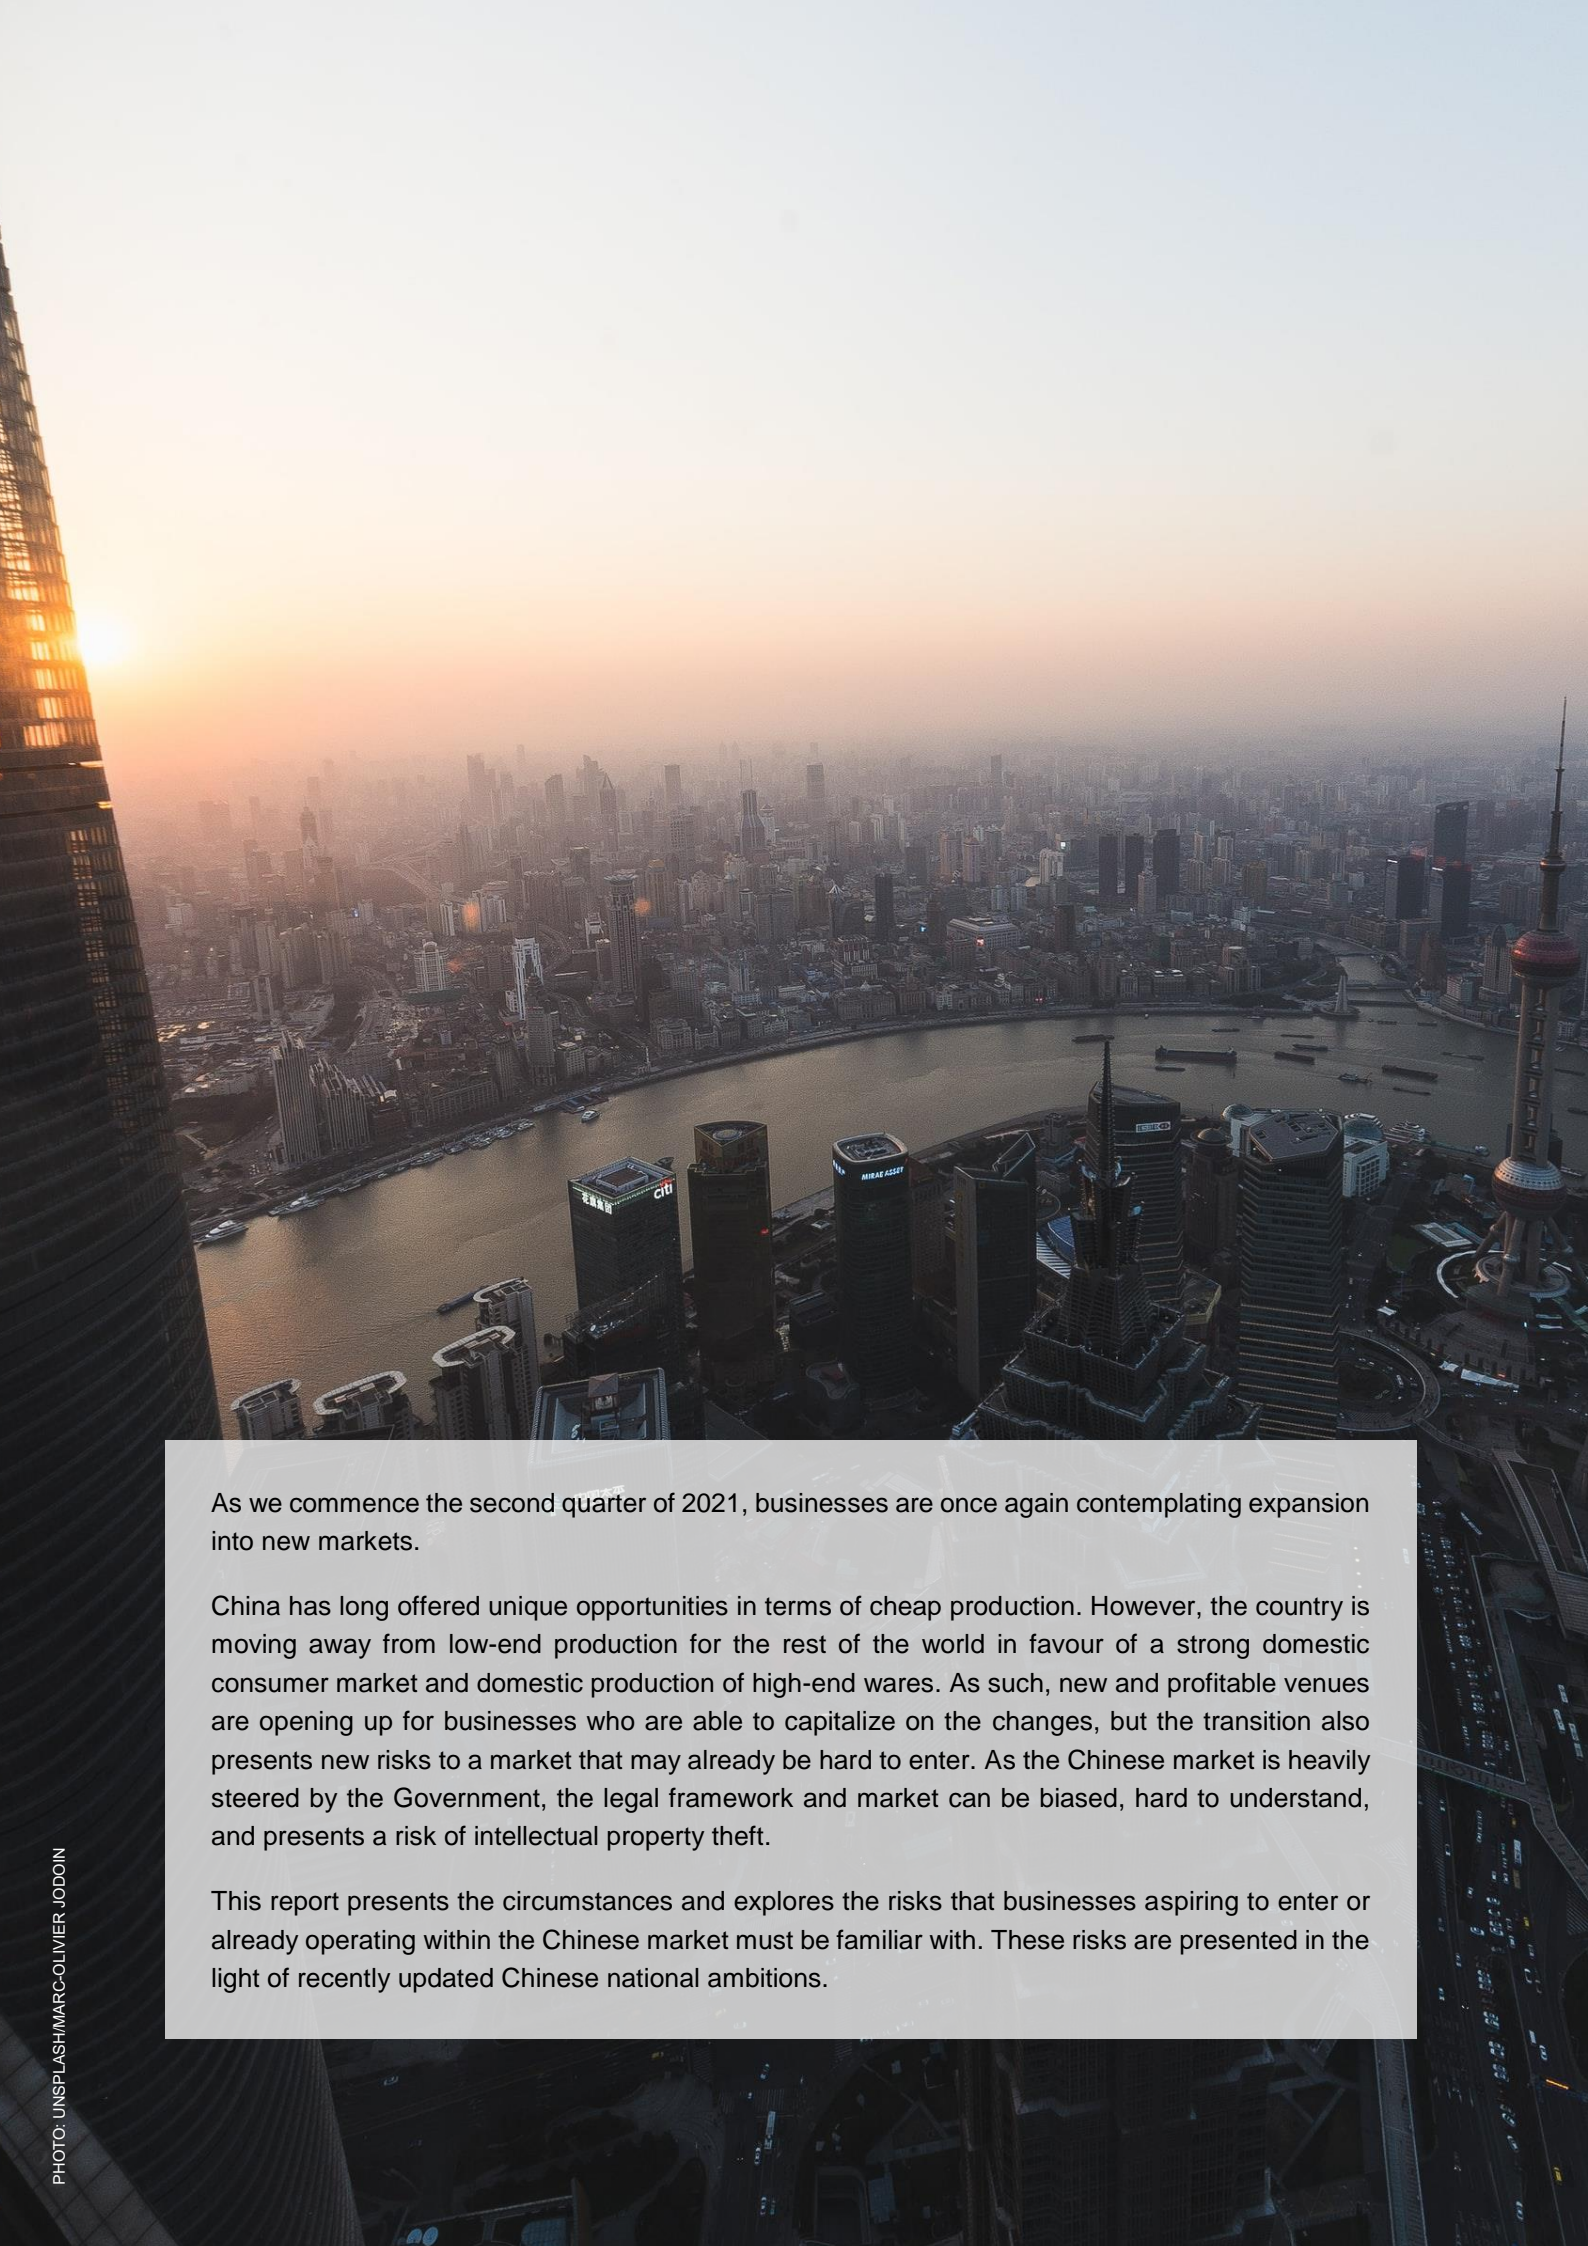 花旗集团
citi
MIRAE ASSET
As we commence the second quarter of 2021, businesses are once again contemplating expansion
into new markets.
China has long offered unique opportunities in terms of cheap production. However, the country is
moving away from low-end production for the rest of the world in favour of a strong domestic
consumer market and domestic production of high-end wares. As such, new and profitable venues
are opening up for businesses who are able to capitalize on the changes, but the transition also
presents new risks to a market that may already be hard to enter. As the Chinese market is heavily
steered by the Government, the legal framework and market can be biased, hard to understand,
and presents a risk of intellectual property theft.
This report presents the circumstances and explores the risks that businesses aspiring to enter or
already operating within the Chinese market must be familiar with. These risks are presented in the
light of recently updated Chinese national ambitions.
PHOTO: UNSPLASH/MARC-OLIVIER JODOIN